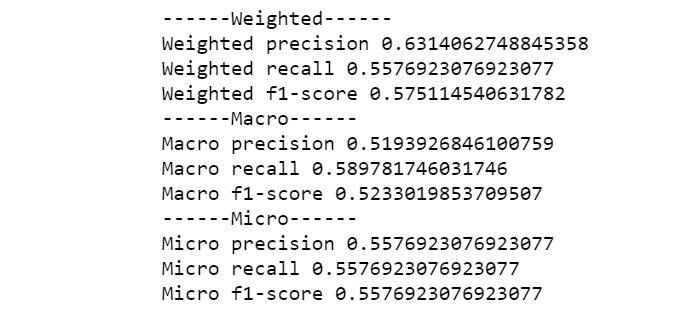 ------Weighted------
Weighted precision 0.6314062748845358
Weighted recall 0.5576923076923077
Weighted f1-score 0.575114540631782
------Macro------
Macro precision 0.5193926846100759
Macro recall 0.589781746031746
Macro f1-score 0.5233019853709507
------Micro------
Micro precision 0.5576923076923077
Micro recall 0.5576923076923077
Micro f1-score 0.5576923076923077